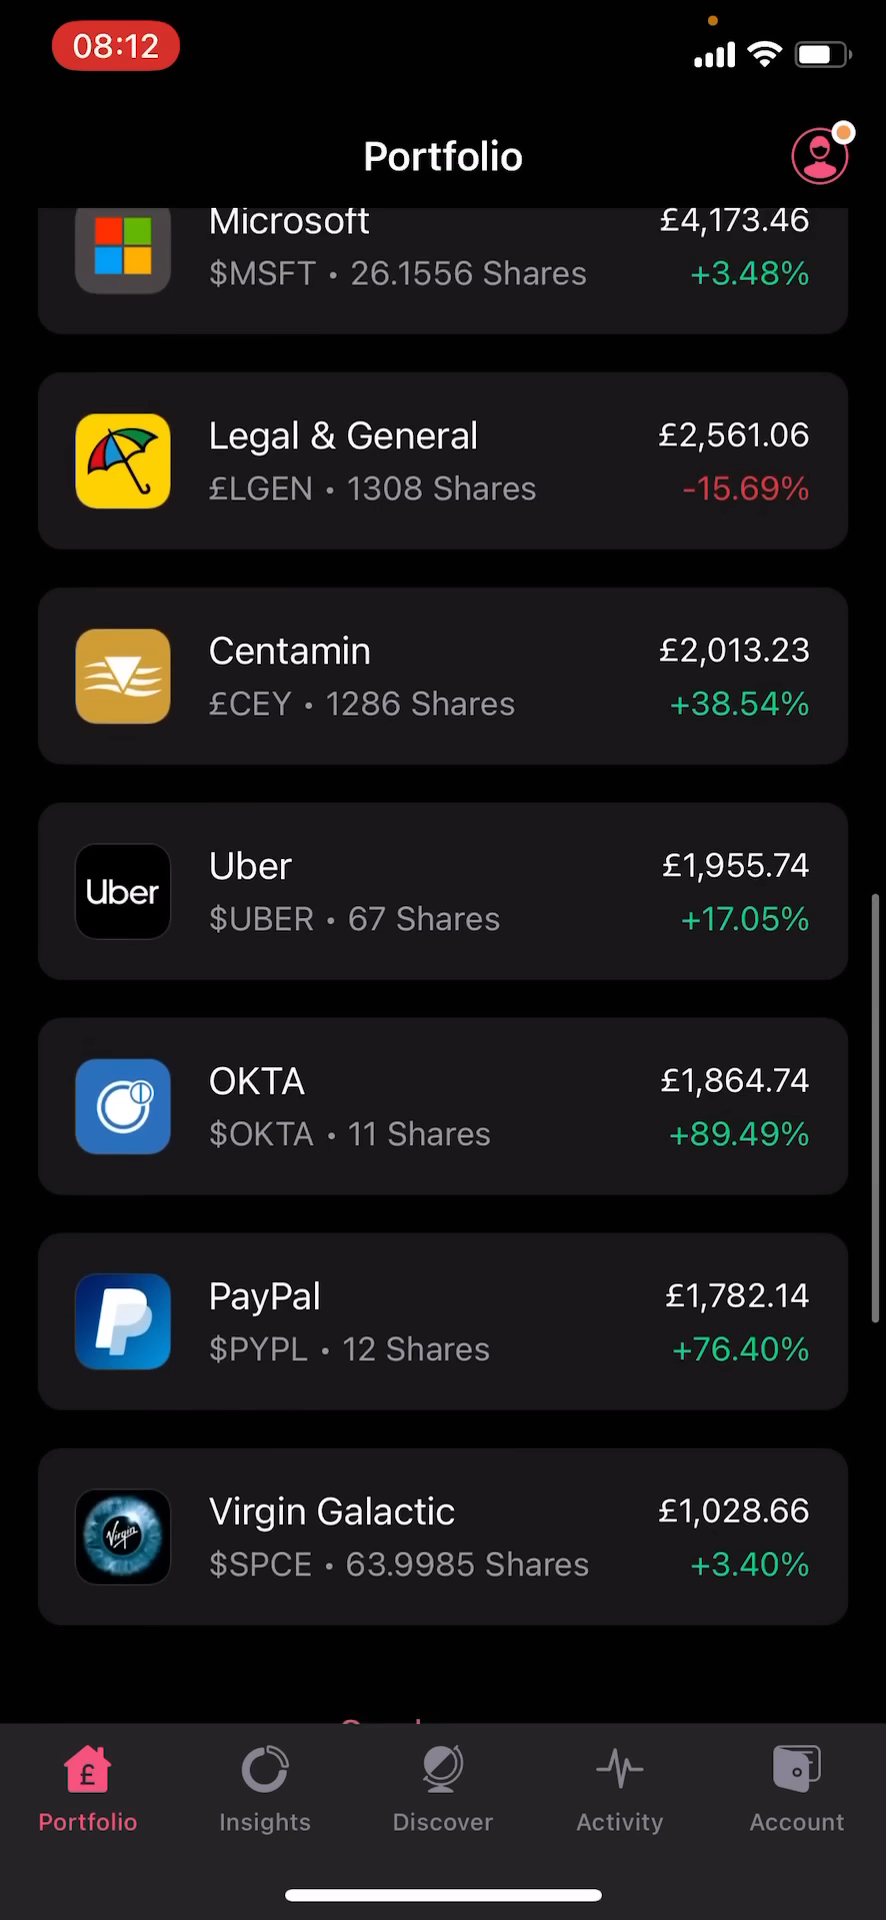 08:12
Portfolio
Microsoft £4,173.46
$MSFT • 26.1556 Shares +3.48%
Legal & General £2,561.06
£LGEN • 1308 Shares -15.69%
Centamin £2,013.23
£CEY • 1286 Shares +38.54%
Uber
Uber £1,955.74
$UBER • 67 Shares +17.05%
OKTA £1,864.74
$OKTA • 11 Shares +89.49%
PayPal £1,782.14
$PYPL • 12 Shares +76.40%
Virgin
Virgin Galactic £1,028.66
$SPCE • 63.9985 Shares +3.40%
£
Portfolio Insights Discover Activity Account